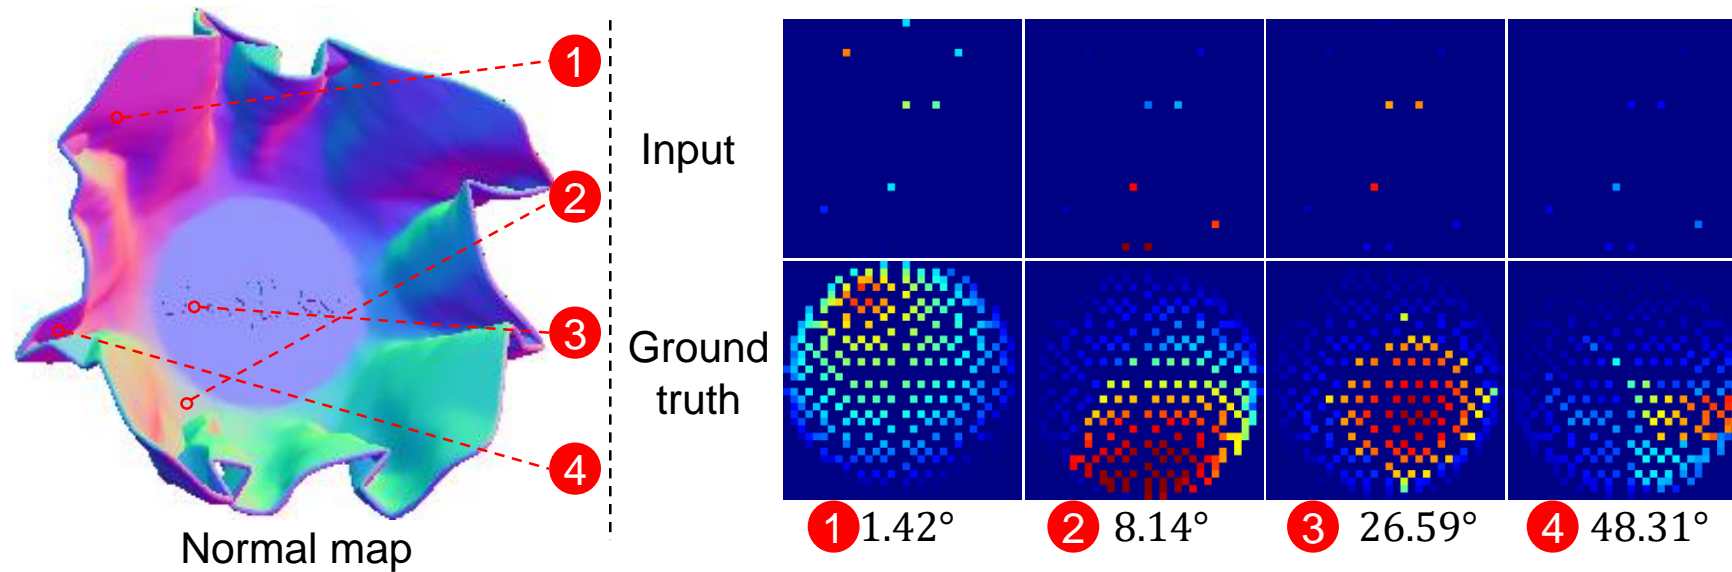 1
2
3
4
Normal map
Input
Ground
truth
1 1.42°
2 8.14°
3 26.59°
4 48.31°